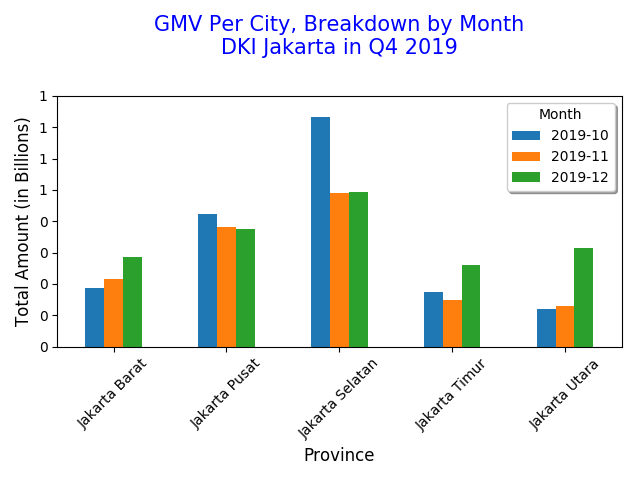 GMV Per City, Breakdown by Month
DKI Jakarta in Q4 2019
Total Amount (in Billions)
1
1
1
1
0
0
0
0
0
Month
2019-10
2019-11
2019-12
Jakarta Barat
Jakarta Pusat
Jakarta Selatan
Jakarta Timur
Jakarta Utara
Province